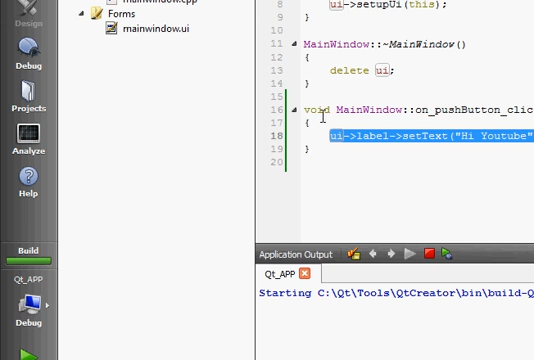 Design
Debug
Projects
Analyze
Help
Build
Qt_APP
Debug
mainwindow.cpp
Forms
mainwindow.ui
8 ui->setupUi(this);
9 }
10
11 MainWindow::~MainWindow()
12 {
13 delete ui;
14 }
15
16 void MainWindow::on_pushButton_clic
17 {
18 ui->label->setText("Hi Youtube"
19 }
20
Application Output
Qt_APP
Starting C:\Qt\Tools\QtCreator\bin\build-Q